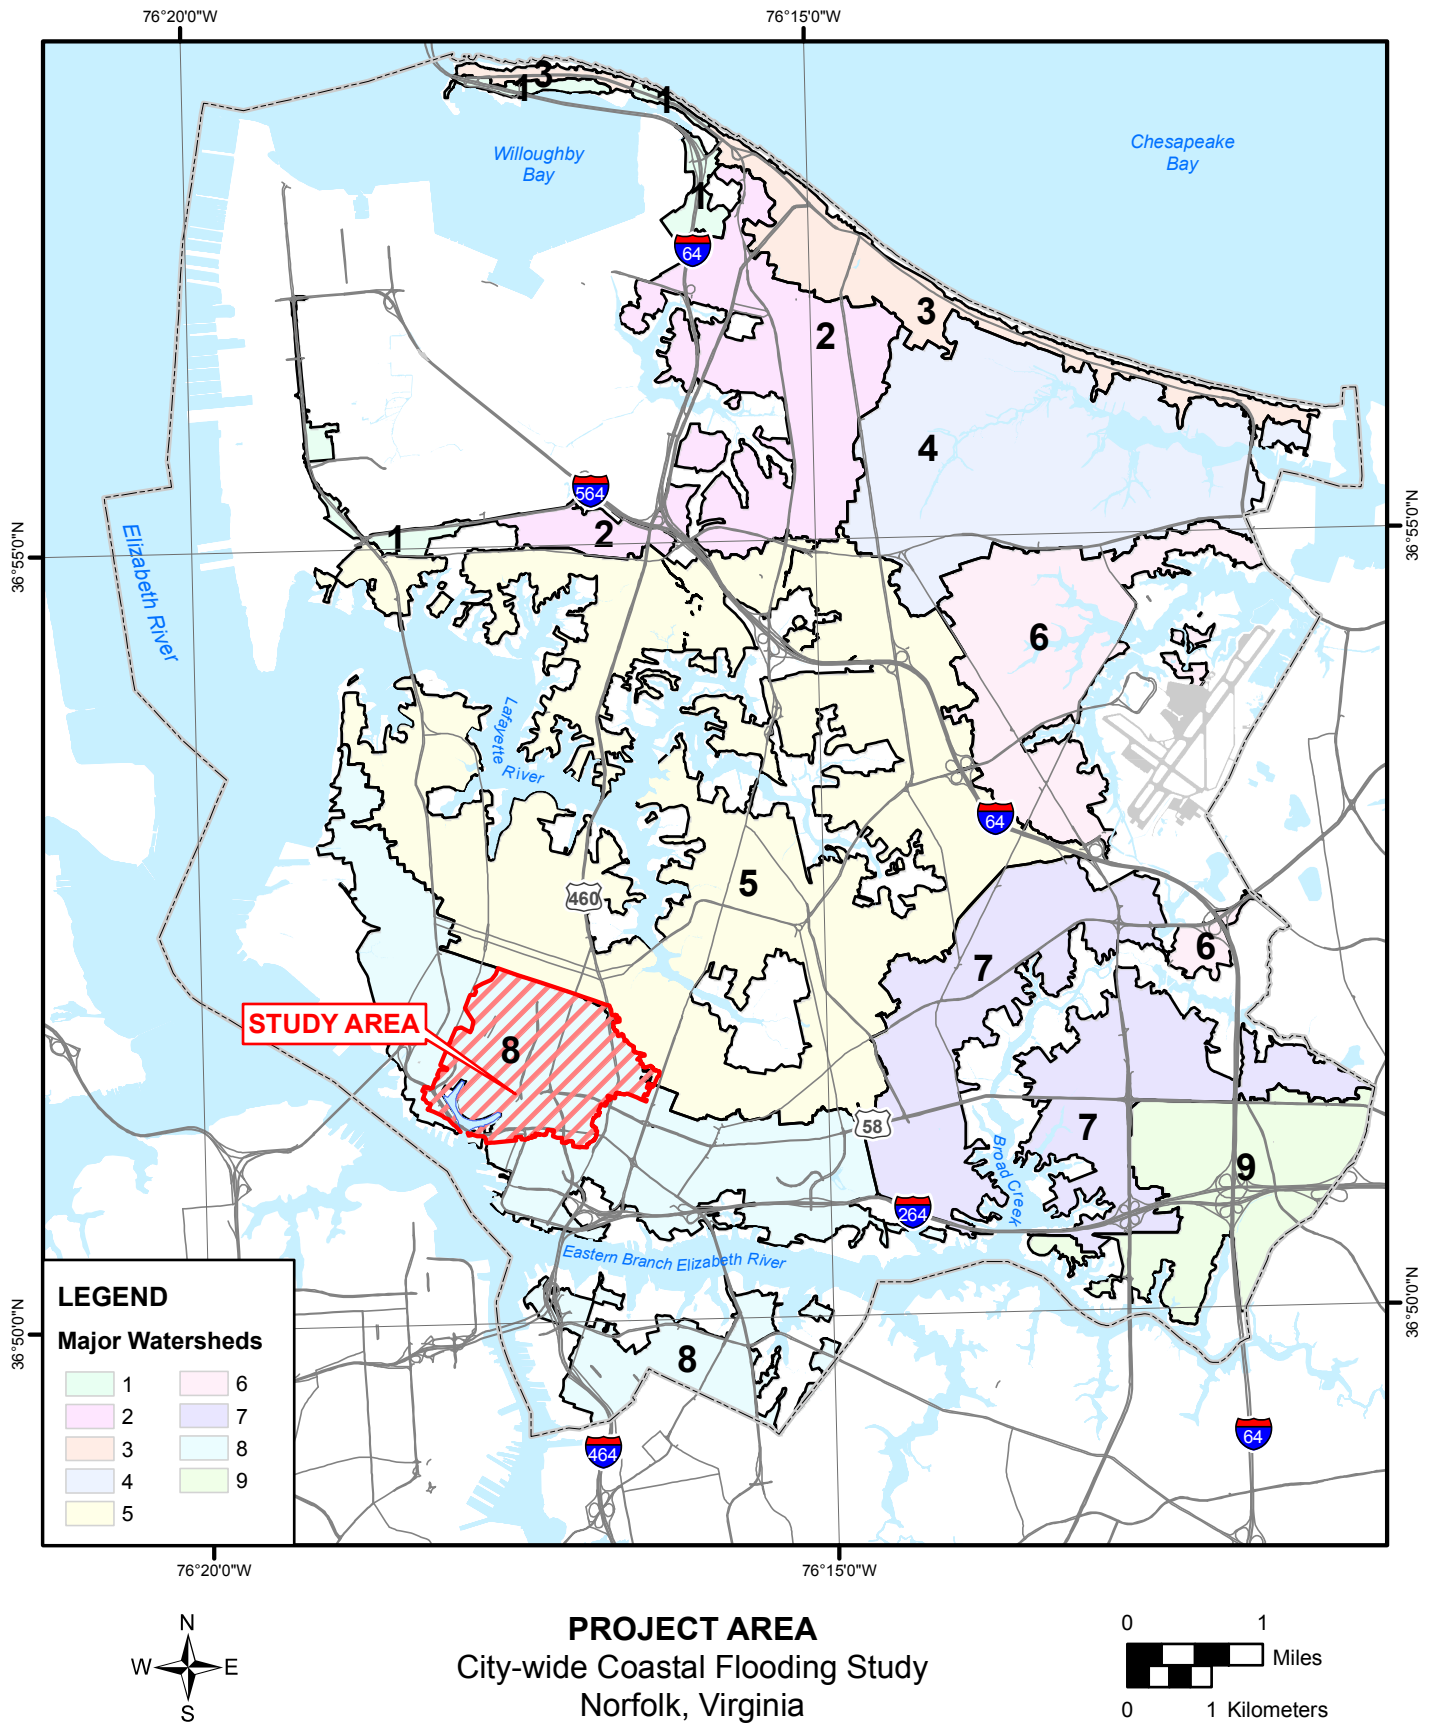 76°20'0"W
76°15'0"W
3
1
1
Willoughby
Bay
Chesapeake
Bay
1
64
3
2
4
564
36°55'0"N
36°55'0"N
1
2
Elizabeth River
6
Lafayette
River
64
5
460
6
7
STUDY AREA
8
58
7
9
Broad Creek
264
Eastern Branch Elizabeth River
36°50'0"N
36°50'0"N
8
464
64
LEGEND
Major Watersheds
1
2
3
4
5
6
7
8
9
76°20'0"W
76°15'0"W
N
W
E
S
PROJECT AREA
City-wide Coastal Flooding Study
Norfolk, Virginia
0 1
Miles
0 1 Kilometers